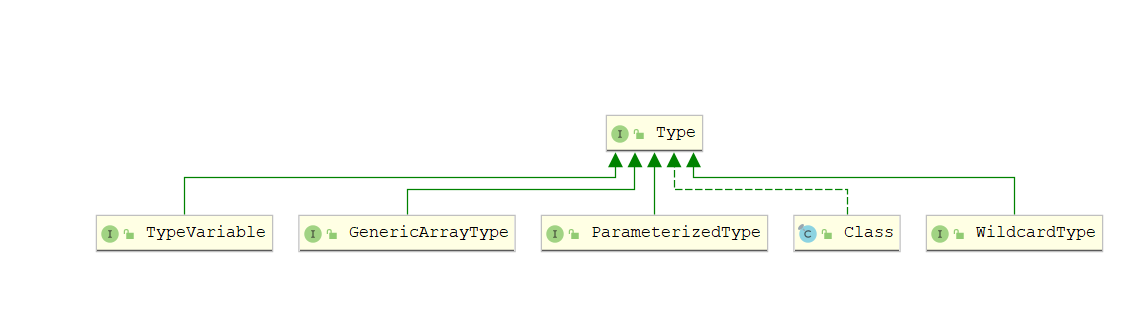 I Type
I TypeVariable
I GenericArrayType
I ParameterizedType
C Class
I WildcardType